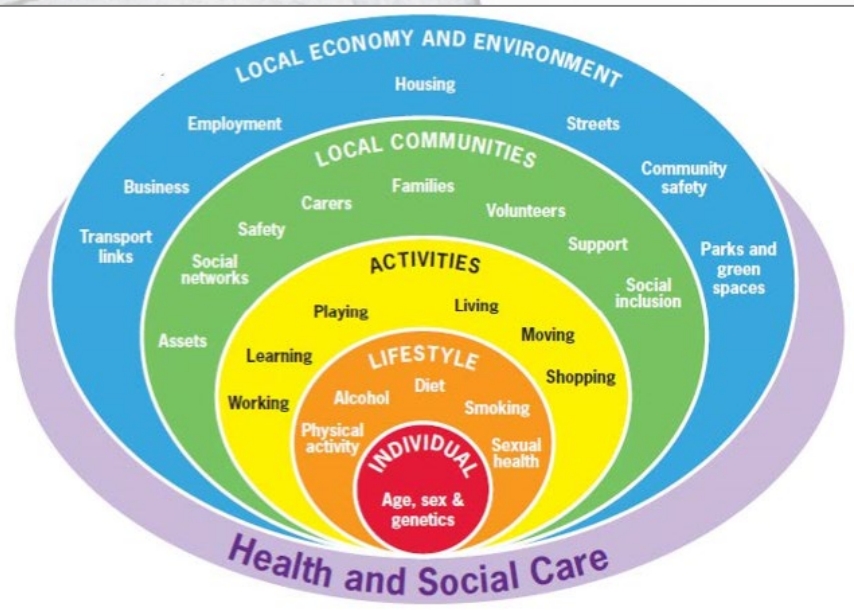 LOCAL ECONOMY AND ENVIRONMENT
Housing
Employment
Streets
Business
Community
safety
Transport
links
Parks and
green
spaces
LOCAL COMMUNITIES
Families
Carers
Volunteers
Safety
Support
Social
networks
Social
inclusion
Assets
ACTIVITIES
Living
Playing
Moving
Learning
Shopping
Working
LIFESTYLE
Diet
Alcohol
Smoking
Physical
activity
Sexual
health
INDIVIDUAL
Age, sex &
genetics
Health and Social Care